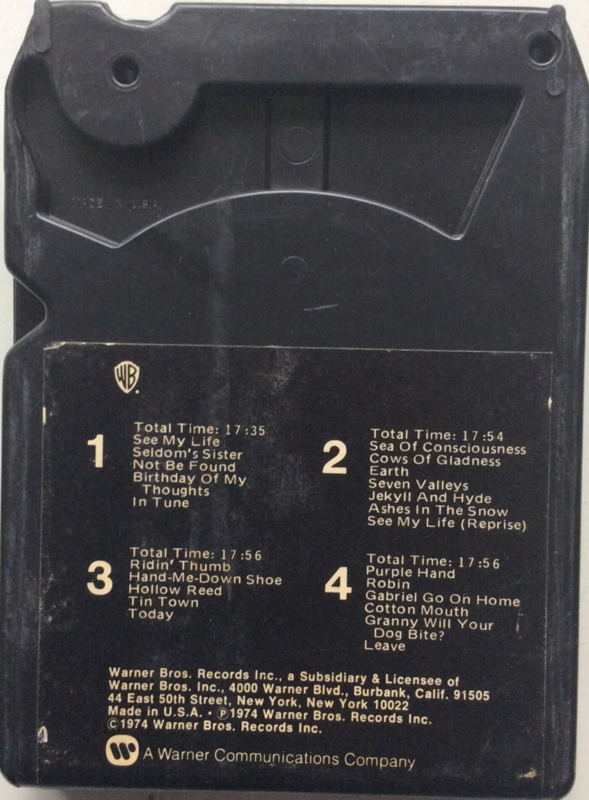 MADE IN U.S.A.
WB
1
Total Time: 17:35
See My Life
Seldom's Sister
Not Be Found
Birthday Of My
Thoughts
In Tune
2
Total Time: 17:54
Sea Of Consciousness
Cows Of Gladness
Earth
Seven Valleys
Jekyll And Hyde
Ashes In The Snow
See My Life (Reprise)
3
Total Time: 17:56
Ridin' Thumb
Hand-Me-Down Shoe
Hollow Reed
Tin Town
Today
4
Total Time: 17:56
Purple Hand
Robin
Gabriel Go On Home
Cotton Mouth
Granny Will Your
Dog Bite?
Leave
Warner Bros. Records Inc., a Subsidiary & Licensee of
Warner Bros. Inc., 4000 Warner Blvd., Burbank, Calif. 91505
44 East 50th Street, New York, New York 10022
Made in U.S.A. • ℗1974 Warner Bros. Records Inc.
©1974 Warner Bros. Records Inc.
A Warner Communications Company